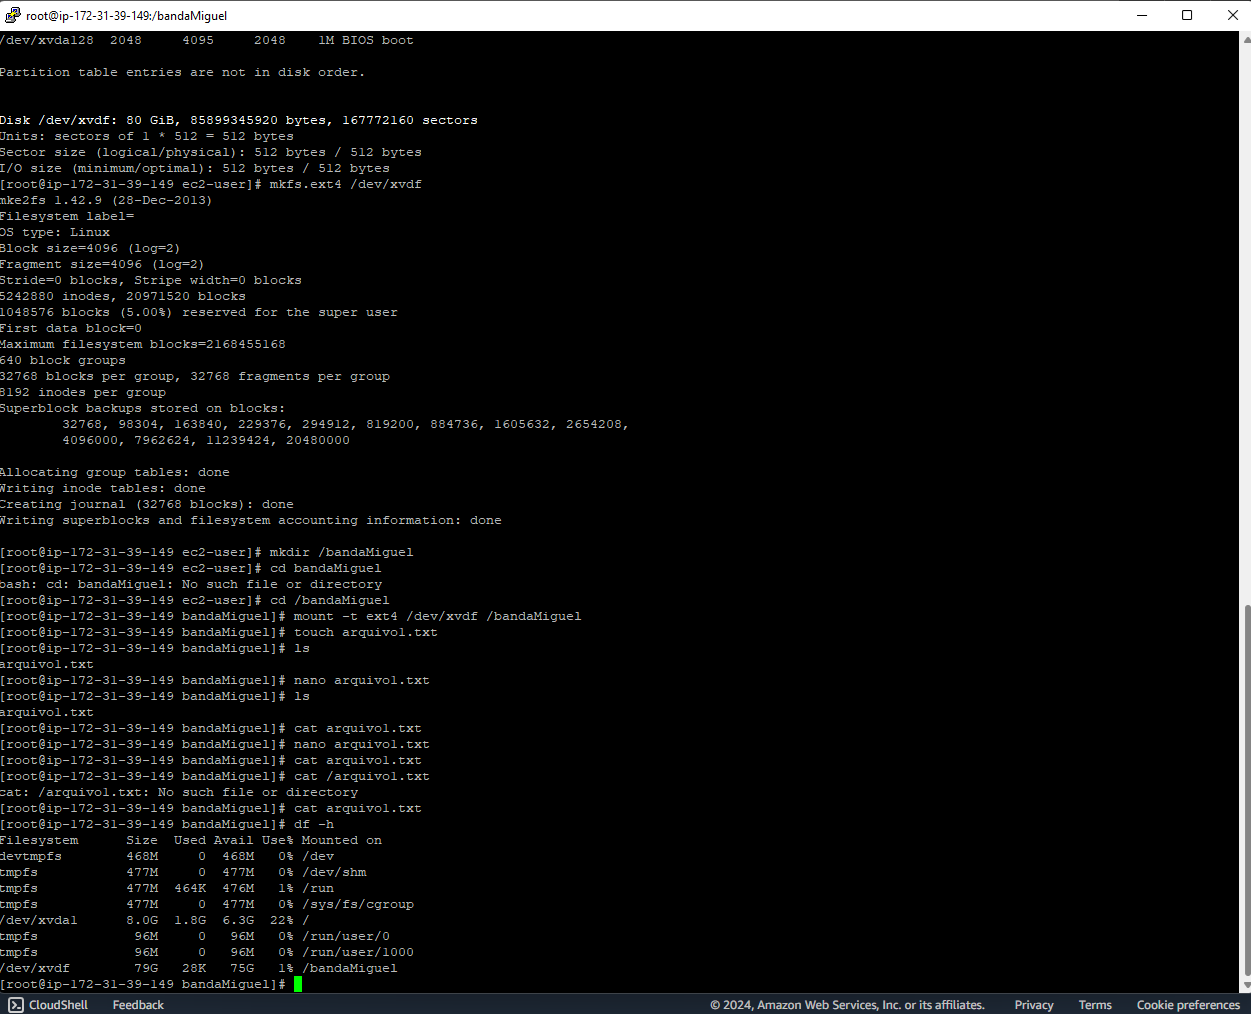 root@ip-172-31-39-149:/bandaMiguel
/dev/xvda128  2048     4095     2048    1M BIOS boot
Partition table entries are not in disk order.
Disk /dev/xvdf: 80 GiB, 85899345920 bytes, 167772160 sectors
Units: sectors of 1 * 512 = 512 bytes
Sector size (logical/physical): 512 bytes / 512 bytes
I/O size (minimum/optimal): 512 bytes / 512 bytes
[root@ip-172-31-39-149 ec2-user]# mkfs.ext4 /dev/xvdf
mke2fs 1.42.9 (28-Dec-2013)
Filesystem label=
OS type: Linux
Block size=4096 (log=2)
Fragment size=4096 (log=2)
Stride=0 blocks, Stripe width=0 blocks
5242880 inodes, 20971520 blocks
1048576 blocks (5.00%) reserved for the super user
First data block=0
Maximum filesystem blocks=2168455168
640 block groups
32768 blocks per group, 32768 fragments per group
8192 inodes per group
Superblock backups stored on blocks:
        32768, 98304, 163840, 229376, 294912, 819200, 884736, 1605632, 2654208,
        4096000, 7962624, 11239424, 20480000
Allocating group tables: done
Writing inode tables: done
Creating journal (32768 blocks): done
Writing superblocks and filesystem accounting information: done
[root@ip-172-31-39-149 ec2-user]# mkdir /bandaMiguel
[root@ip-172-31-39-149 ec2-user]# cd bandaMiguel
bash: cd: bandaMiguel: No such file or directory
[root@ip-172-31-39-149 ec2-user]# cd /bandaMiguel
[root@ip-172-31-39-149 bandaMiguel]# mount -t ext4 /dev/xvdf /bandaMiguel
[root@ip-172-31-39-149 bandaMiguel]# touch arquivo1.txt
[root@ip-172-31-39-149 bandaMiguel]# ls
arquivo1.txt
[root@ip-172-31-39-149 bandaMiguel]# nano arquivo1.txt
[root@ip-172-31-39-149 bandaMiguel]# ls
arquivo1.txt
[root@ip-172-31-39-149 bandaMiguel]# cat arquivo1.txt
[root@ip-172-31-39-149 bandaMiguel]# nano arquivo1.txt
[root@ip-172-31-39-149 bandaMiguel]# cat arquivo1.txt
[root@ip-172-31-39-149 bandaMiguel]# cat /arquivo1.txt
cat: /arquivo1.txt: No such file or directory
[root@ip-172-31-39-149 bandaMiguel]# cat arquivo1.txt
[root@ip-172-31-39-149 bandaMiguel]# df -h
Filesystem      Size  Used Avail Use% Mounted on
devtmpfs        468M     0  468M   0% /dev
tmpfs           477M     0  477M   0% /dev/shm
tmpfs           477M  464K  476M   1% /run
tmpfs           477M     0  477M   0% /sys/fs/cgroup
/dev/xvda1      8.0G  1.8G  6.3G  22% /
tmpfs            96M     0   96M   0% /run/user/0
tmpfs            96M     0   96M   0% /run/user/1000
/dev/xvdf        79G   28K   75G   1% /bandaMiguel
[root@ip-172-31-39-149 bandaMiguel]#
CloudShell Feedback © 2024, Amazon Web Services, Inc. or its affiliates. Privacy Terms Cookie preferences